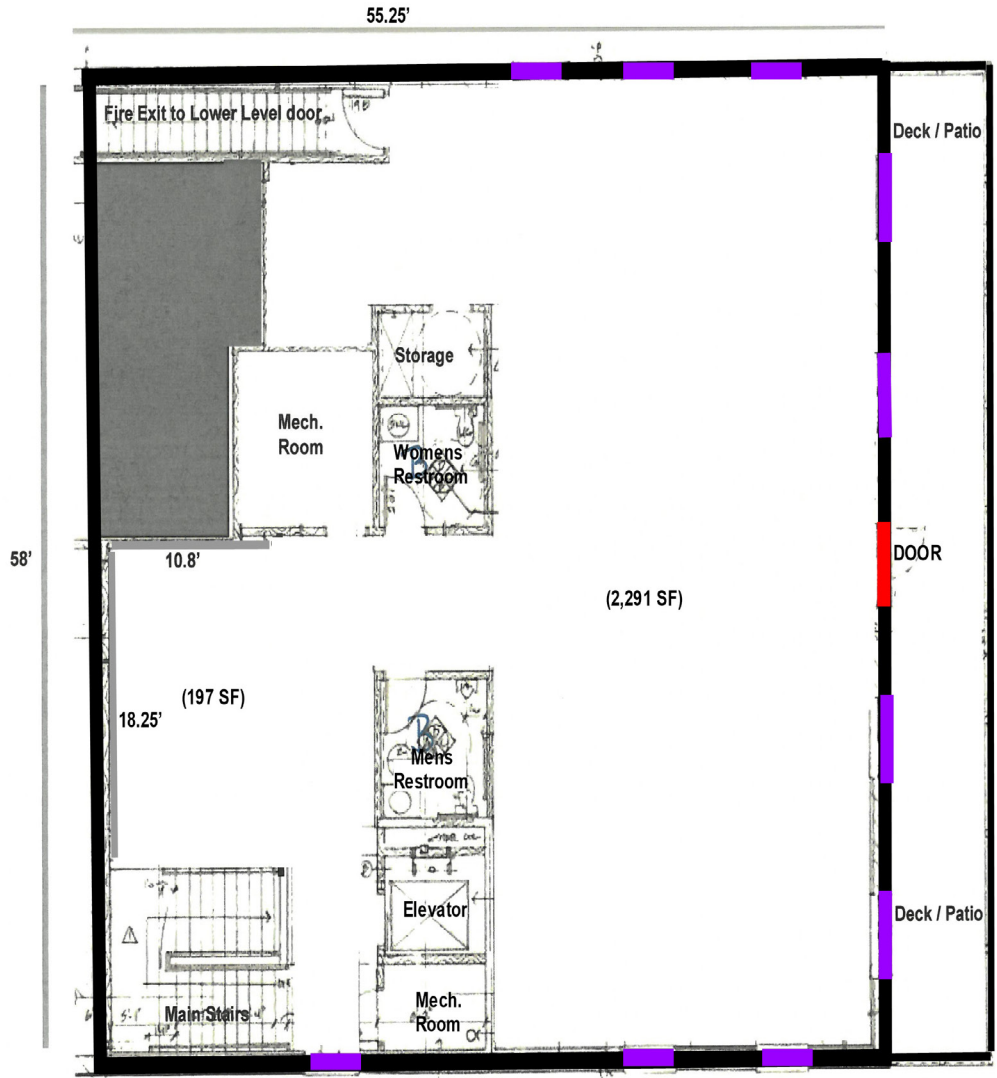 55.25’
Fire Exit to Lower Level door
Deck / Patio
Storage
Mech.
Room
Womens
Restroom
B
58’
10.8’
DOOR
(2,291 SF)
(197 SF)
18.25’
B
Mens
Restroom
Elevator
Deck / Patio
Main Stairs
Mech.
Room